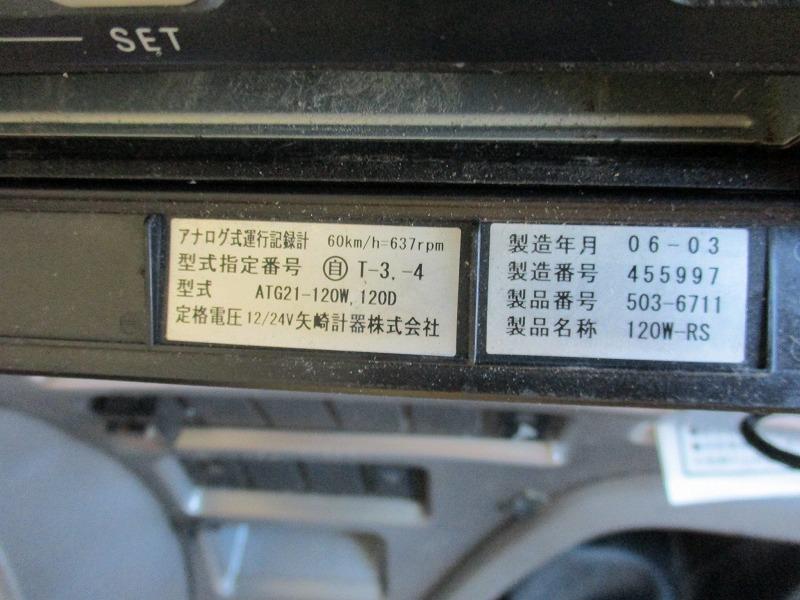 SET
アナログ式運行記録計 60km/h=637rpm
型式指定番号 ㊀自 T-3,-4
型式 ATG21-120W,120D
定格電圧 12/24V 矢崎計器株式会社
製造年月 06-03
製造番号 455997
製品番号 503-6711
製品名称 120W-RS